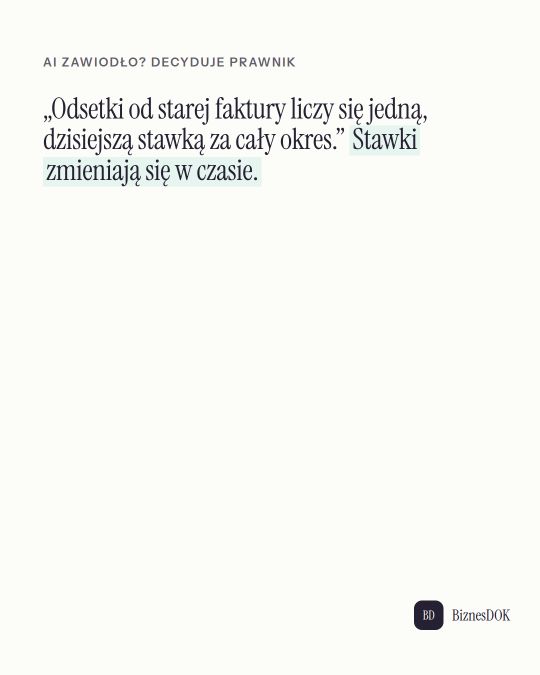 AI ZAWIODŁO? DECYDUJE PRAWNIK
„Odsetki od starej faktury liczy się jedną,
dzisiejszą stawką za cały okres.” Stawki
zmieniają się w czasie.
BD BiznesDOK